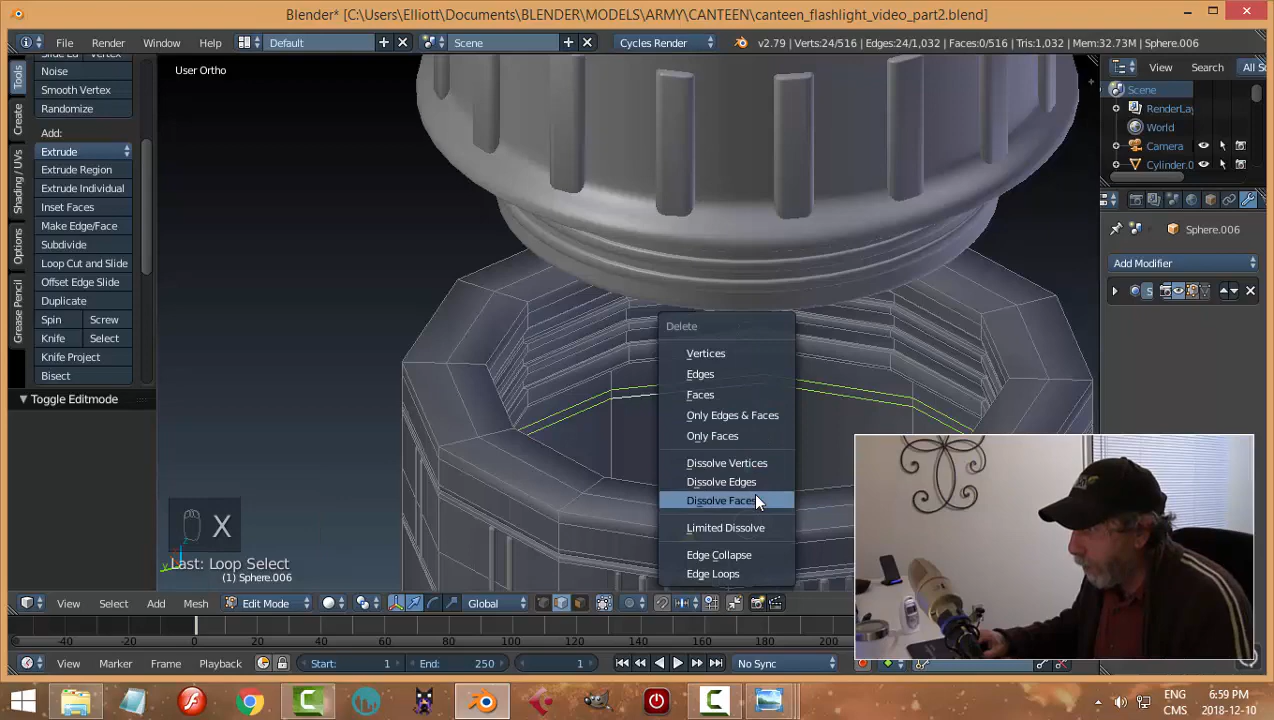 Blender* [C:\Users\Elliott\Documents\BLENDER\MODELS\ARMY\CANTEEN\canteen_flashlight_video_part2.blend]
File Render Window Help Default Scene Cycles Render v2.79 | Verts:24/516 | Edges:24/1,032 | Faces:0/516 | Tris:1,032 | Mem:32.73M | Sphere.006
View Search All S
User Ortho
Tools
Create
Shading / UVs
Options
Grease Pencil
Noise
Smooth Vertex
Randomize
Add:
Extrude
Extrude Region
Extrude Individual
Inset Faces
Make Edge/Face
Subdivide
Loop Cut and Slide
Offset Edge Slide
Duplicate
Spin Screw
Knife Select
Knife Project
Bisect
Toggle Editmode
Scene
RenderLay
World
Camera
Cylinder.0
Sphere.006
Add Modifier
S
Delete
Vertices
Edges
Faces
Only Edges & Faces
Only Faces
Dissolve Vertices
Dissolve Edges
Dissolve Faces
Limited Dissolve
Edge Collapse
Edge Loops
X
Last: Loop Select
(1) Sphere.006
View Select Add Mesh Edit Mode Global
-40 -20 0 20 40 60 80 100 120 140 160 180 200
View Marker Frame Playback Start: 1 End: 250 1 No Sync
ENG
CMS
6:59 PM
2018-12-10